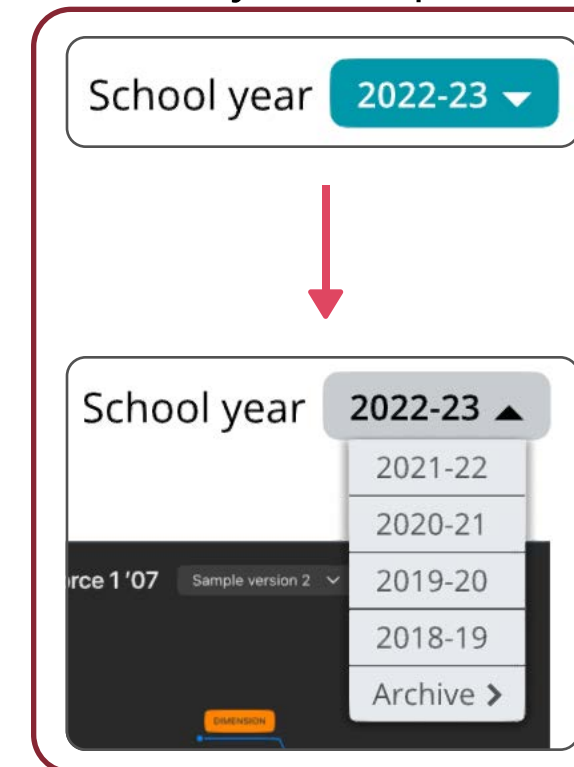 School year 2022-23
School year 2022-23
2021-22
2020-21
rce 1 '07 Sample version 2 2019-20
2018-19
Archive
DIMENSION